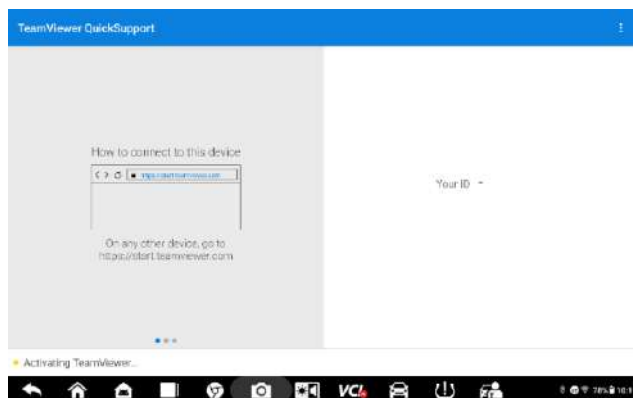 TeamViewer QuickSupport
How to connect to this device
On any other device, go to
https://start.teamviewer.com
Your ID -
Activating TeamViewer...
VCI 78%